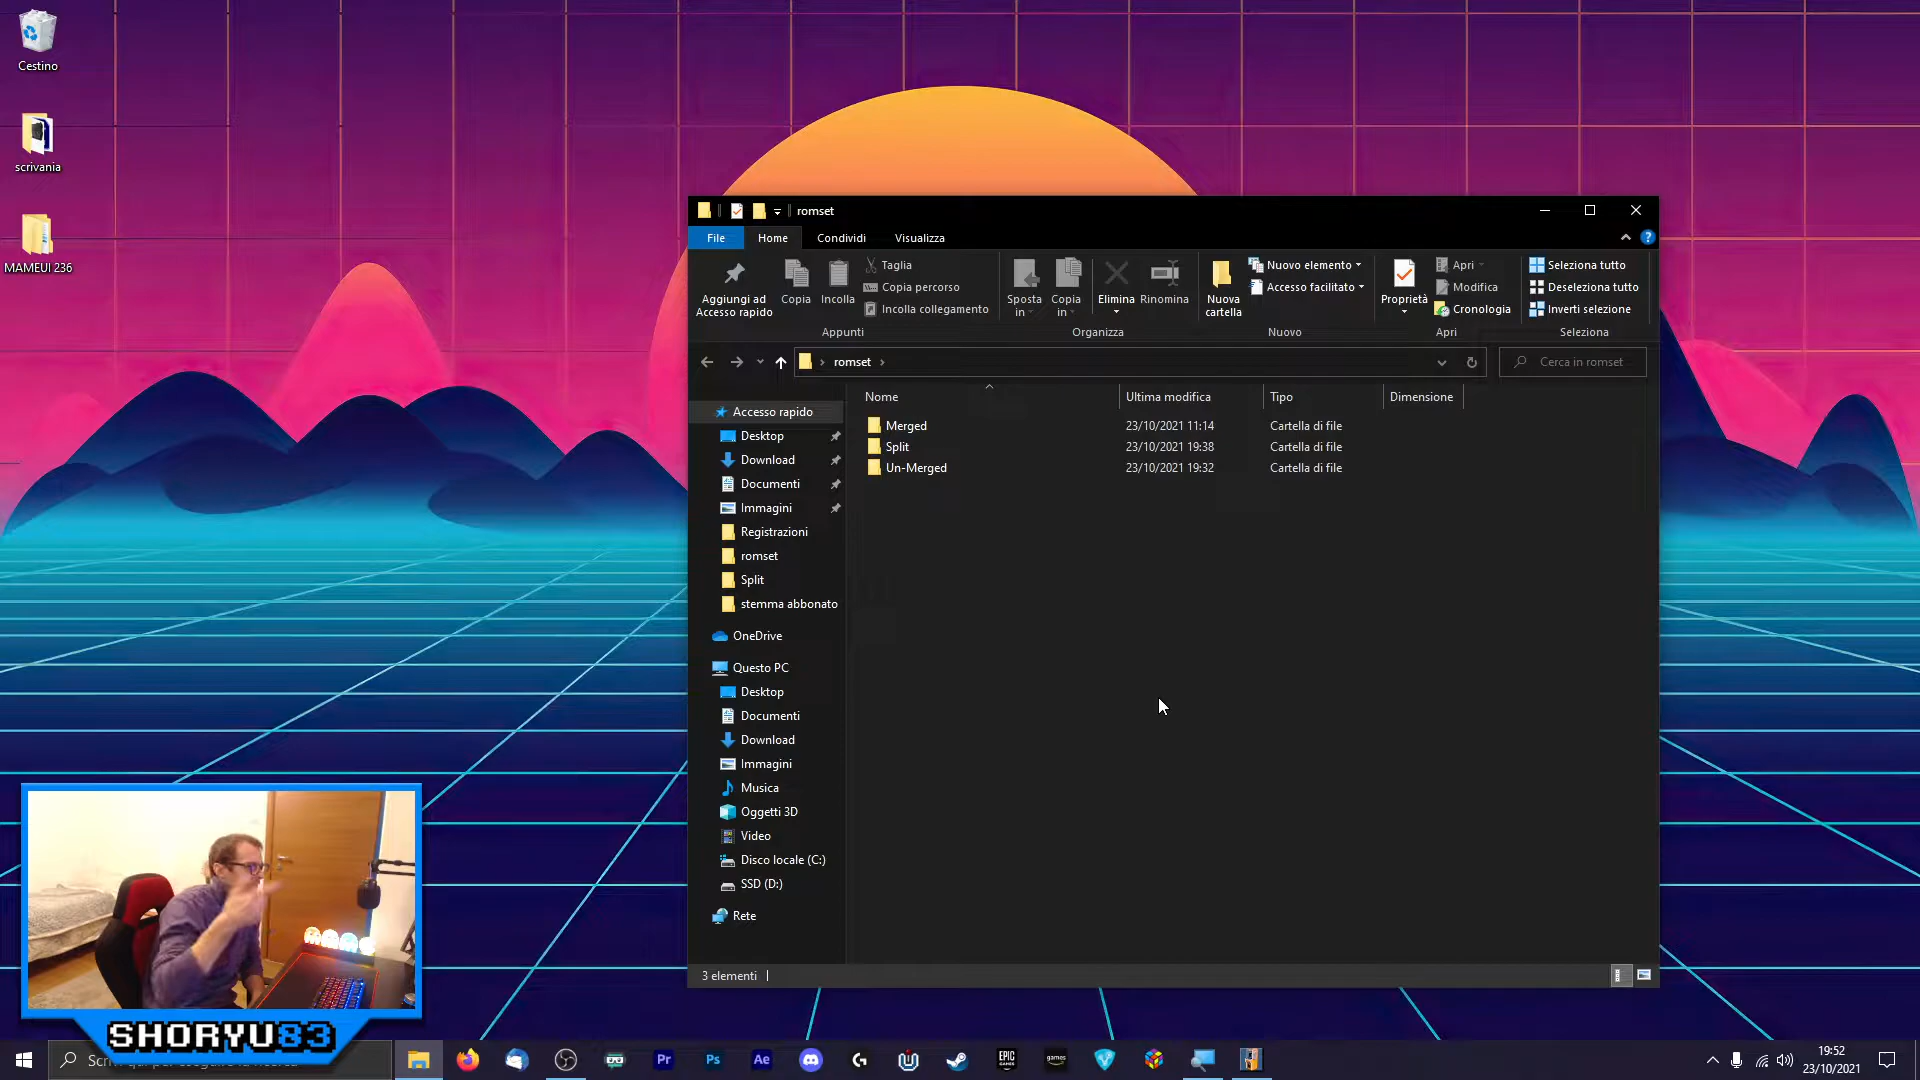 Cestino
scrivania
MAMEUI 236
romset
File
Home
Condividi
Visualizza
Aggiungi ad
Accesso rapido
Copia
Incolla
Taglia
Copia percorso
Incolla collegamento
Appunti
Sposta
in
Copia
in
Elimina
Rinomina
Organizza
Nuova
cartella
Nuovo elemento
Accesso facilitato
Nuovo
Proprietà
Apri
Modifica
Cronologia
Apri
Seleziona tutto
Deseleziona tutto
Inverti selezione
Seleziona
romset
Cerca in romset
Nome
Ultima modifica
Tipo
Dimensione
Merged 23/10/2021 11:14 Cartella di file
Split 23/10/2021 19:38 Cartella di file
Un-Merged 23/10/2021 19:32 Cartella di file
Accesso rapido
Desktop
Download
Documenti
Immagini
Registrazioni
romset
Split
stemma abbonato
OneDrive
Questo PC
Desktop
Documenti
Download
Immagini
Musica
Oggetti 3D
Video
Disco locale (C:)
SSD (D:)
Rete
3 elementi
SHORYU83
Pr
Ps
Ae
EPIC
GAMES
games
19:52
23/10/2021